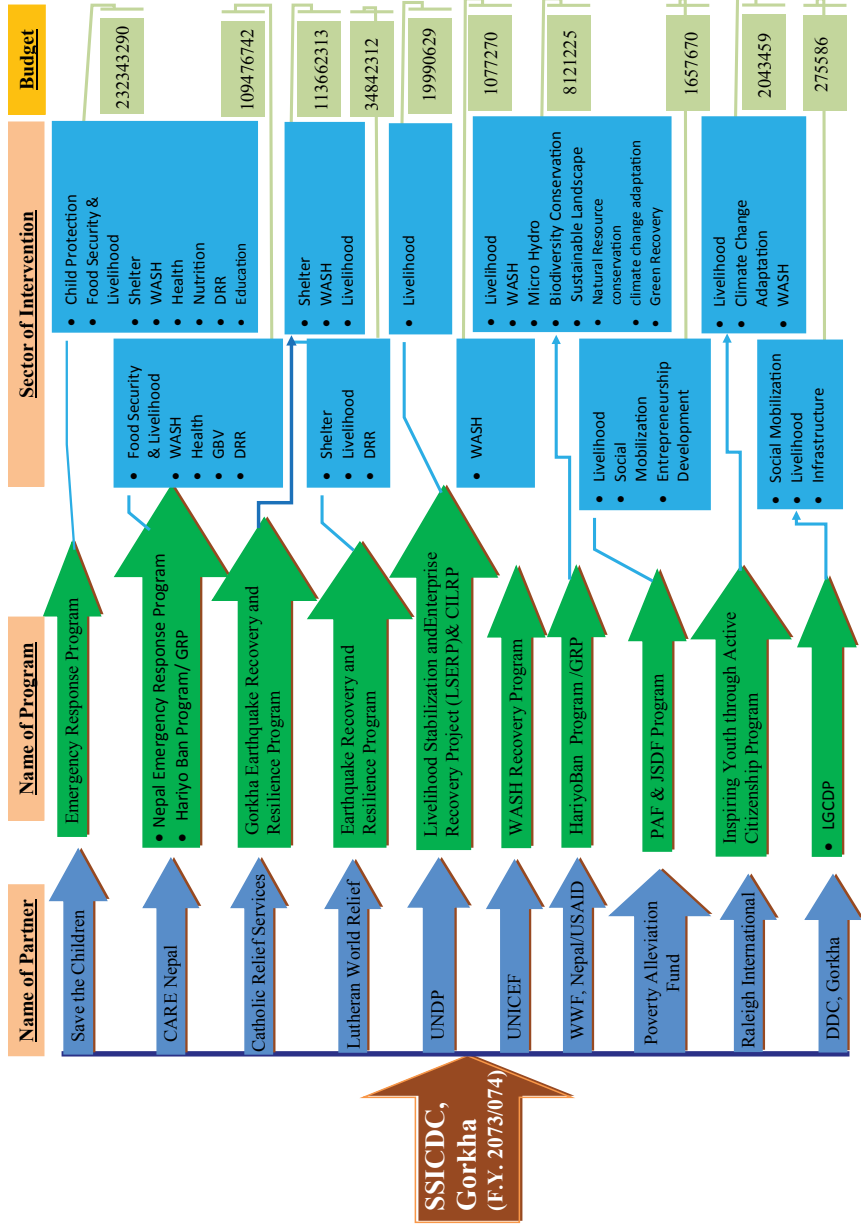 Name of Partner
Name of Program
Sector of Intervention
Budget
SSICDC,
Gorkha
(F.Y. 2073/074)
Save the Children
Emergency Response Program
• Child Protection
• Food Security &
Livelihood
• Shelter
• WASH
• Health
• Nutrition
• DRR
• Education
232343290
CARE Nepal
• Nepal Emergency Response Program
• Hariyo Ban Program/ GRP
• Food Security
& Livelihood
• WASH
• Health
• GBV
• DRR
109476742
Catholic Relief Services
Gorkha Earthquake Recovery and
Resilience Program
• Shelter
• WASH
• Livelihood
113662313
Lutheran World Relief
Earthquake Recovery and
Resilience Program
• Shelter
• Livelihood
• DRR
34842312
UNDP
Livelihood Stabilization andEnterprise
Recovery Project (LSERP)& CILRP
• Livelihood
19990629
UNICEF
WASH Recovery Program
• WASH
1077270
WWF, Nepal/USAID
HariyoBan Program /GRP
• Livelihood
• WASH
• Micro Hydro
• Biodiversity Conservation
• Sustainable Landscape
• Natural Resource
conservation
• climate change adaptation
• Green Recovery
8121225
Poverty Alleviation
Fund
PAF & JSDF Program
• Livelihood
• Social
Mobilization
• Entrepreneurship
Development
1657670
Raleigh International
Inspiring Youth through Active
Citizenship Program
• Livelihood
• Climate Change
Adaptation
• WASH
2043459
DDC, Gorkha
• LGCDP
• Social Mobilization
• Livelihood
• Infrastructure
275586